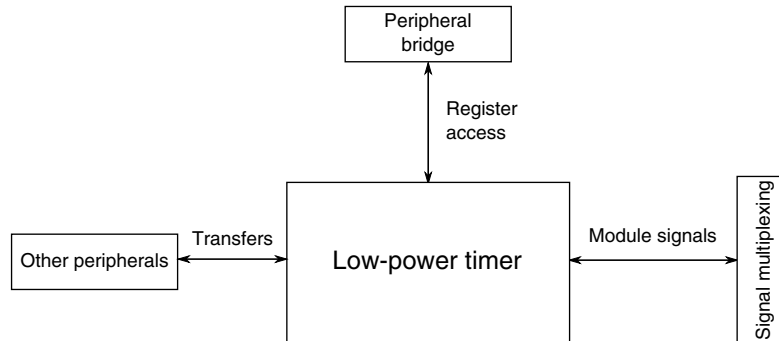 Peripheral
bridge
Register
access
Other peripherals
Transfers
Low-power timer
Module signals
Signal multiplexing